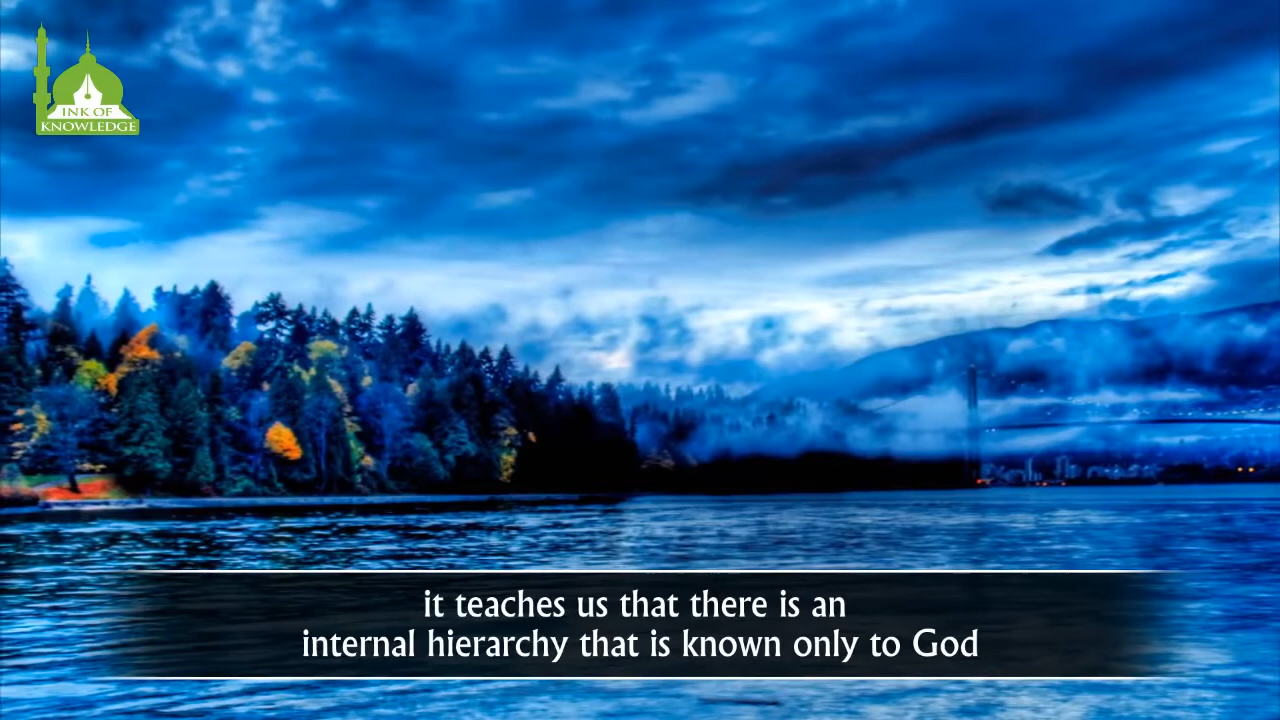 INK OF
KNOWLEDGE
it teaches us that there is an
internal hierarchy that is known only to God